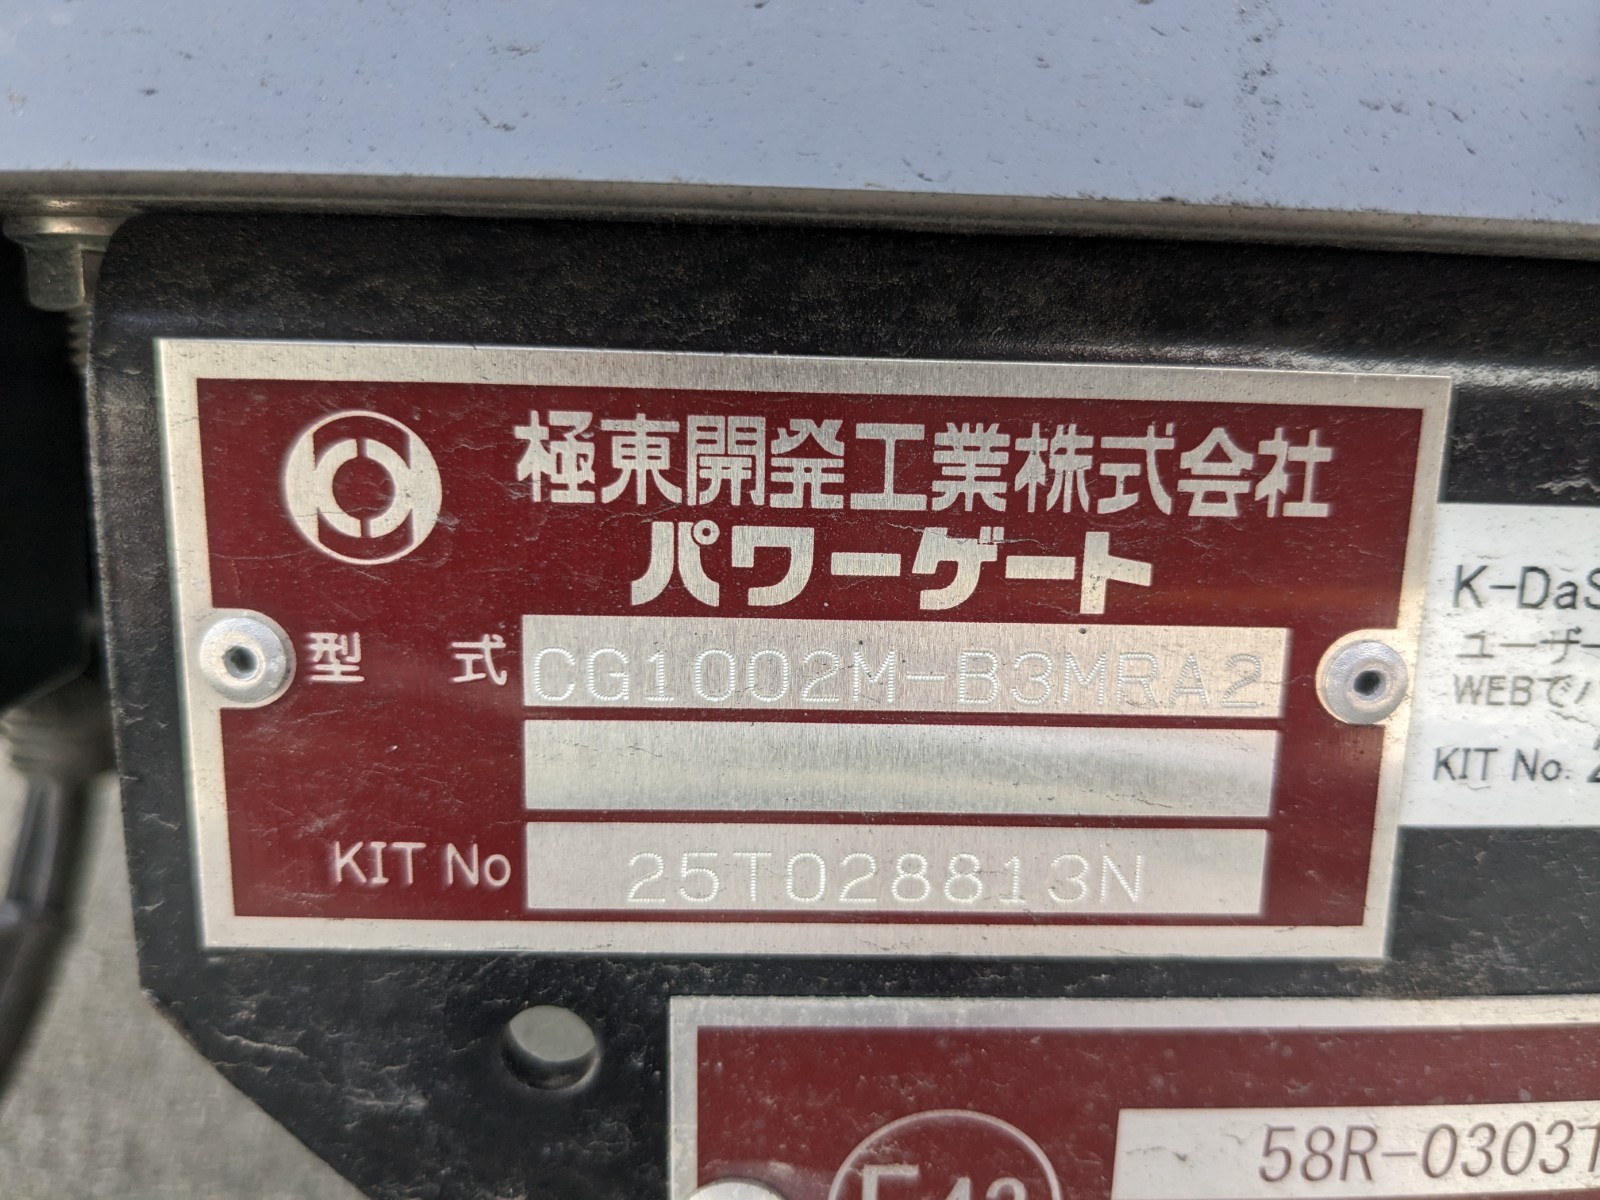 極東開発工業株式会社
パワーゲート
型 式 CG1002M-B3MRA2
KIT No 25T028813N
K-DaS
ユーザー
WEBで
KIT No.
58R-0303
E43